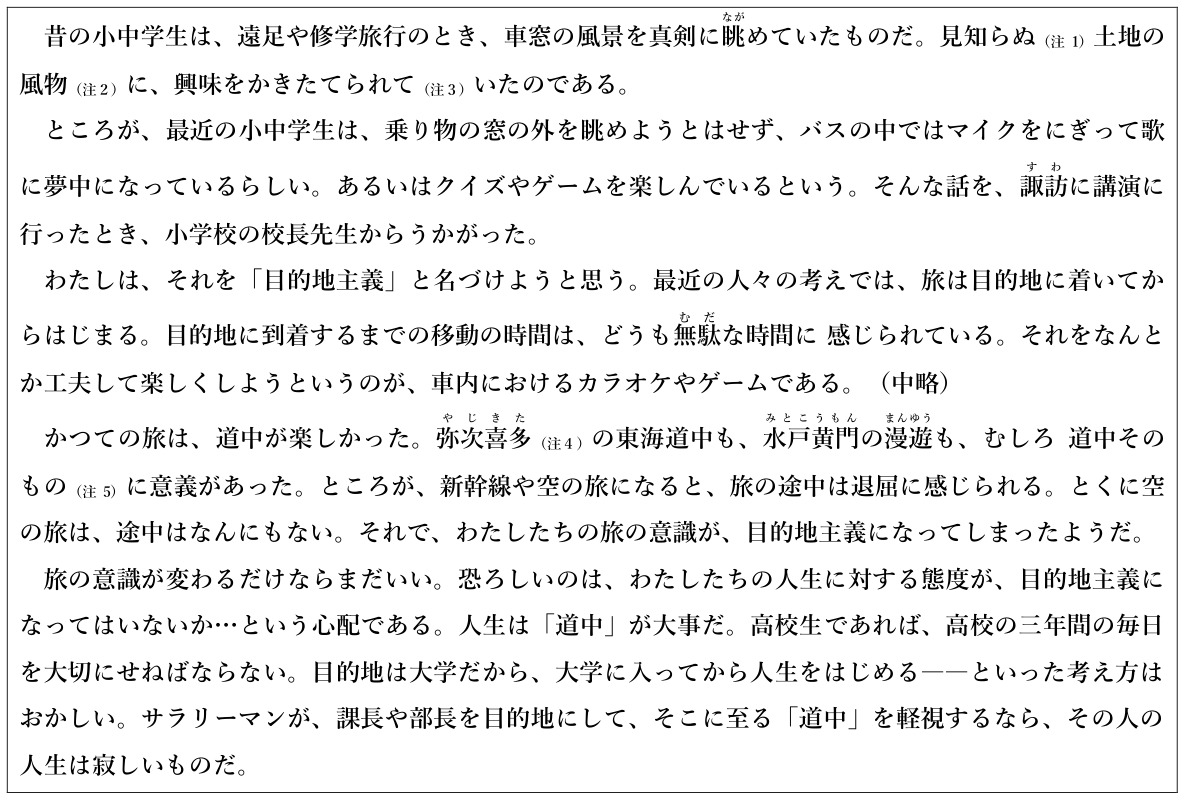 昔の小中学生は、遠足や修学旅行のとき、車窓の風景を真剣に眺めていたものだ。見知らぬ（注 1）土地の
風物（注２）に、興味をかきたてられて（注３）いたのである。
ところが、最近の小中学生は、乗り物の窓の外を眺めようとはせず、バスの中ではマイクをにぎって歌
に夢中になっているらしい。あるいはクイズやゲームを楽しんでいるという。そんな話を、諏訪に講演に
行ったとき、小学校の校長先生からうかがった。
わたしは、それを「目的地主義」と名づけようと思う。最近の人々の考えでは、旅は目的地に着いてか
らはじまる。目的地に到着するまでの移動の時間は、どうも無駄な時間に 感じられている。それをなんと
か工夫して楽しくしようというのが、車内におけるカラオケやゲームである。（中略）
かつての旅は、道中が楽しかった。弥次喜多（注４）の東海道中も、水戸黄門の漫遊も、むしろ 道中その
もの（注 5）に意義があった。ところが、新幹線や空の旅になると、旅の途中は退屈に感じられる。とくに空
の旅は、途中はなんにもない。それで、わたしたちの旅の意識が、目的地主義になってしまったようだ。
旅の意識が変わるだけならまだいい。恐ろしいのは、わたしたちの人生に対する態度が、目的地主義に
なってはいないか…という心配である。人生は「道中」が大事だ。高校生であれば、高校の三年間の毎日
を大切にせねばならない。目的地は大学だから、大学に入ってから人生をはじめる――といった考え方は
おかしい。サラリーマンが、課長や部長を目的地にして、そこに至る「道中」を軽視するなら、その人の
人生は寂しいものだ。